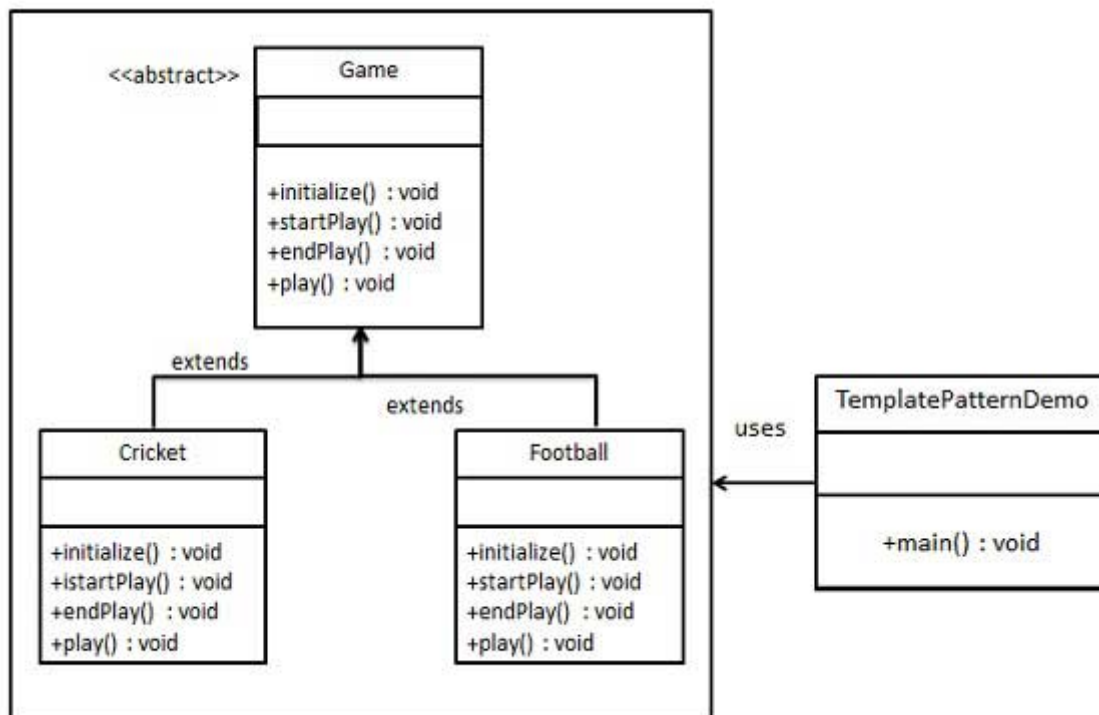 <<abstract>>
Game
+initialize() : void
+startPlay() : void
+endPlay() : void
+play() : void
extends
extends
Cricket
+initialize() : void
+istartPlay() : void
+endPlay() : void
+play() : void
Football
+initialize() : void
+startPlay() : void
+endPlay() : void
+play() : void
uses
TemplatePatternDemo
+main() : void